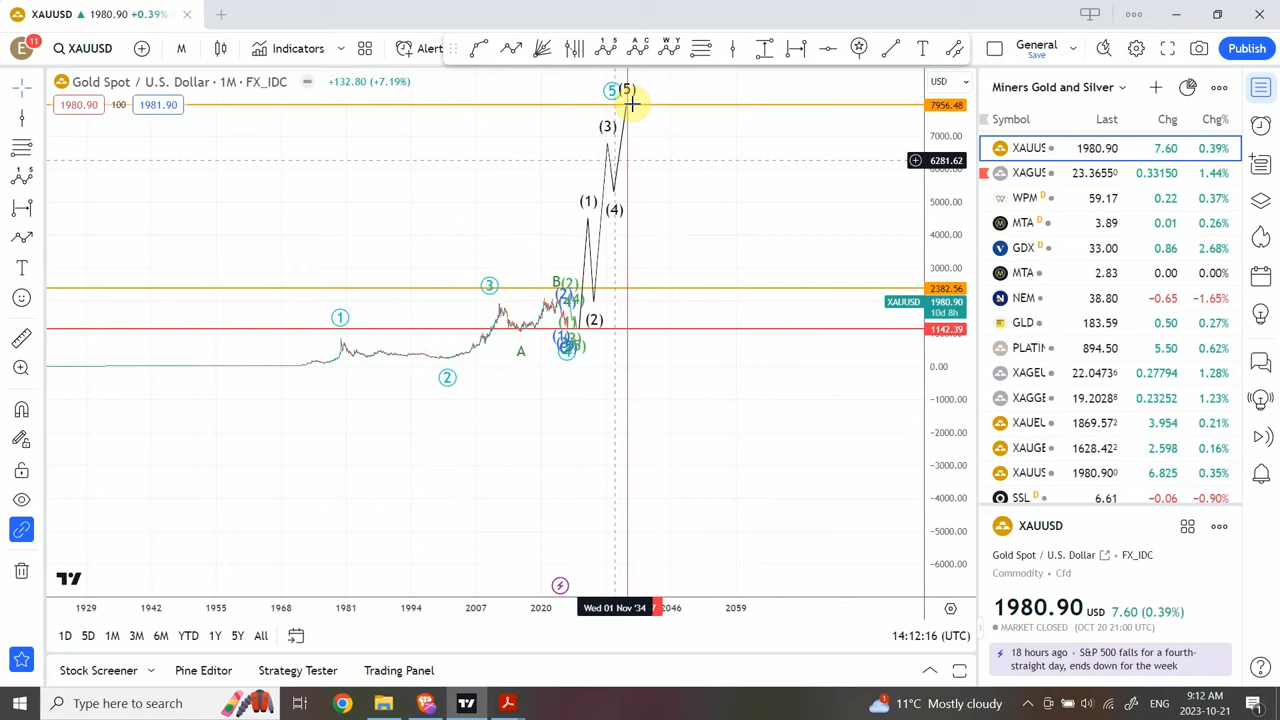 XAUUSD ▲ 1980.90 +0.39%
E 11 XAUUSD M Indicators Alert General Save Publish
Gold Spot / U.S. Dollar · 1M · FX_IDC +132.80 (+7.19%)
1980.90 100 1981.90
USD
7956.48
7000.00
6281.62
5000.00
4000.00
3000.00
2382.56
XAUUSD 1980.90
10d 8h
1142.39
0.00
−1000.00
−2000.00
−3000.00
−4000.00
−5000.00
−6000.00
5 (5)
(3)
(1)
(4)
(2)
3
1
2
A
B (2)
1929 1942 1955 1968 1981 1994 2007 2020 Wed 01 Nov '34 2046 2059
1D 5D 1M 3M 6M YTD 1Y 5Y All 14:12:16 (UTC)
Stock Screener Pine Editor Strategy Tester Trading Panel
Miners Gold and Silver
Symbol Last Chg Chg%
XAUUS 1980.90 7.60 0.39%
XAGUS 23.3655 0.33150 1.44%
WPM D 59.17 0.22 0.37%
MTA D 3.89 0.01 0.26%
GDX D 33.00 0.86 2.68%
MTA 2.83 0.00 0.00%
NEM 38.80 −0.65 −1.65%
GLD 183.59 0.50 0.27%
PLATIN 894.50 5.50 0.62%
XAGEU 22.0473 0.27794 1.28%
XAGGE 19.2028 0.23252 1.23%
XAUEU 1869.57 3.954 0.21%
XAUGE 1628.42 2.598 0.16%
XAUUS 1980.90 6.825 0.35%
SSL D 6.61 −0.06 −0.90%
XAUUSD
Gold Spot / U.S. Dollar • FX_IDC
Commodity • Cfd
1980.90 USD 7.60 (0.39%)
MARKET CLOSED (OCT 20 21:00 UTC)
18 hours ago • S&P 500 falls for a fourth-
straight day, ends down for the week
Type here to search
11°C Mostly cloudy
ENG
9:12 AM
2023-10-21